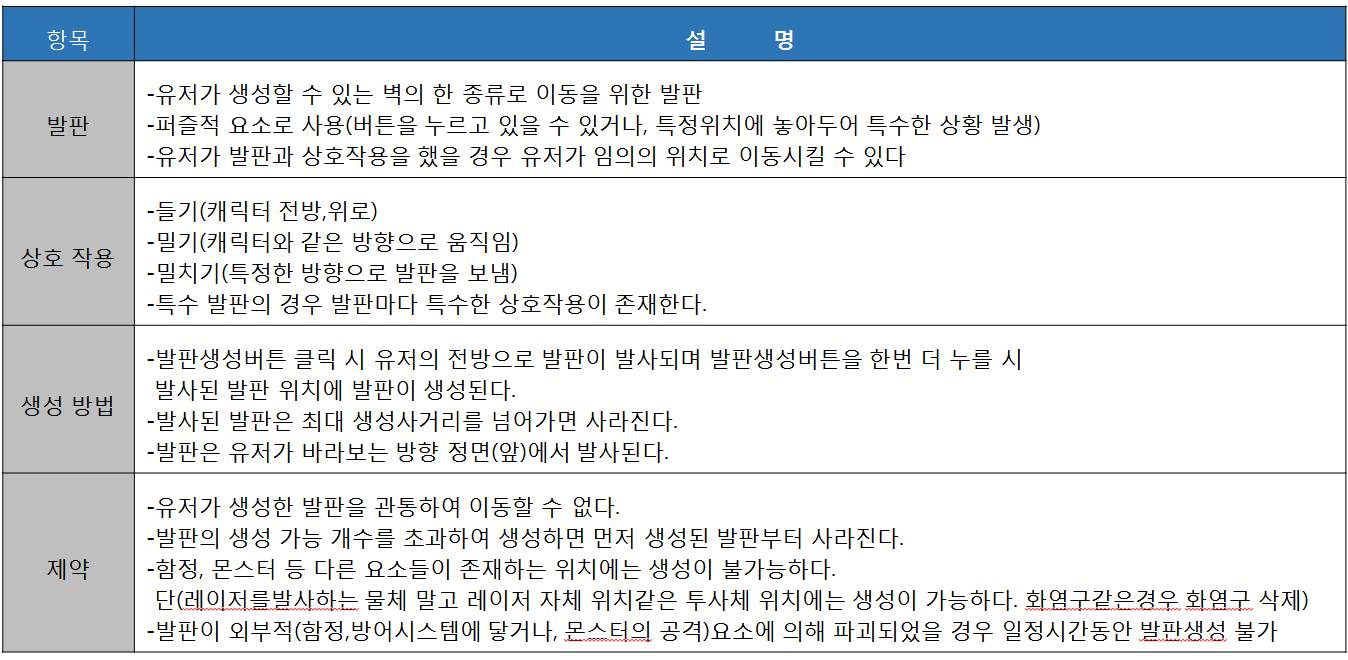 항목
설 명
발판
-유저가 생성할 수 있는 벽의 한 종류로 이동을 위한 발판
-퍼즐적 요소로 사용(버튼을 누르고 있을 수 있거나, 특정위치에 놓아두어 특수한 상황 발생)
-유저가 발판과 상호작용을 했을 경우 유저가 임의의 위치로 이동시킬 수 있다
상호 작용
-들기(캐릭터 전방,위로)
-밀기(캐릭터와 같은 방향으로 움직임)
-밀치기(특정한 방향으로 발판을 보냄)
-특수 발판의 경우 발판마다 특수한 상호작용이 존재한다.
생성 방법
-발판생성버튼 클릭 시 유저의 전방으로 발판이 발사되며 발판생성버튼을 한번 더 누를 시
발사된 발판 위치에 발판이 생성된다.
-발사된 발판은 최대 생성사거리를 넘어가면 사라진다.
-발판은 유저가 바라보는 방향 정면(앞)에서 발사된다.
제약
-유저가 생성한 발판을 관통하여 이동할 수 없다.
-발판의 생성 가능 개수를 초과하여 생성하면 먼저 생성된 발판부터 사라진다.
-함정, 몬스터 등 다른 요소들이 존재하는 위치에는 생성이 불가능하다.
단(레이저를발사하는 물체 말고 레이저 자체 위치같은 투사체 위치에는 생성이 가능하다. 화염구같은경우 화염구 삭제)
-발판이 외부적(함정,방어시스템에 닿거나, 몬스터의 공격)요소에 의해 파괴되었을 경우 일정시간동안 발판생성 불가